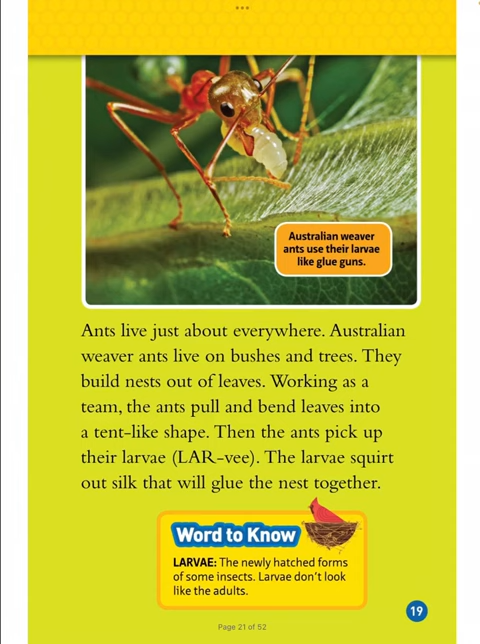 Australian weaver
ants use their larvae
like glue guns.
Ants live just about everywhere. Australian
weaver ants live on bushes and trees. They
build nests out of leaves. Working as a
team, the ants pull and bend leaves into
a tent-like shape. Then the ants pick up
their larvae (LAR-vee). The larvae squirt
out silk that will glue the nest together.
Word to Know
LARVAE: The newly hatched forms
of some insects. Larvae don't look
like the adults.
19
Page 21 of 52